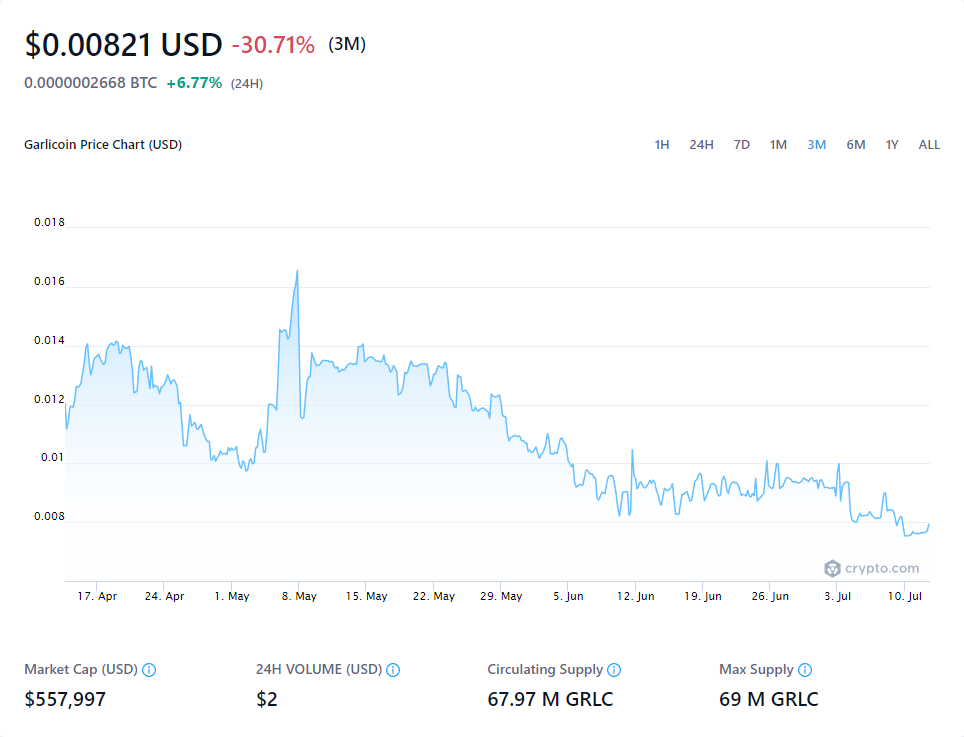 $0.00821 USD -30.71% (3M)
0.0000002668 BTC +6.77% (24H)
Garlicoin Price Chart (USD) 1H 24H 7D 1M 3M 6M 1Y ALL
0.018
0.016
0.014
0.012
0.01
0.008
crypto.com
17. Apr 24. Apr 1. May 8. May 15. May 22. May 29. May 5. Jun 12. Jun 19. Jun 26. Jun 3. Jul 10. Jul
Market Cap (USD) 24H VOLUME (USD) Circulating Supply Max Supply
$557,997 $2 67.97 M GRLC 69 M GRLC